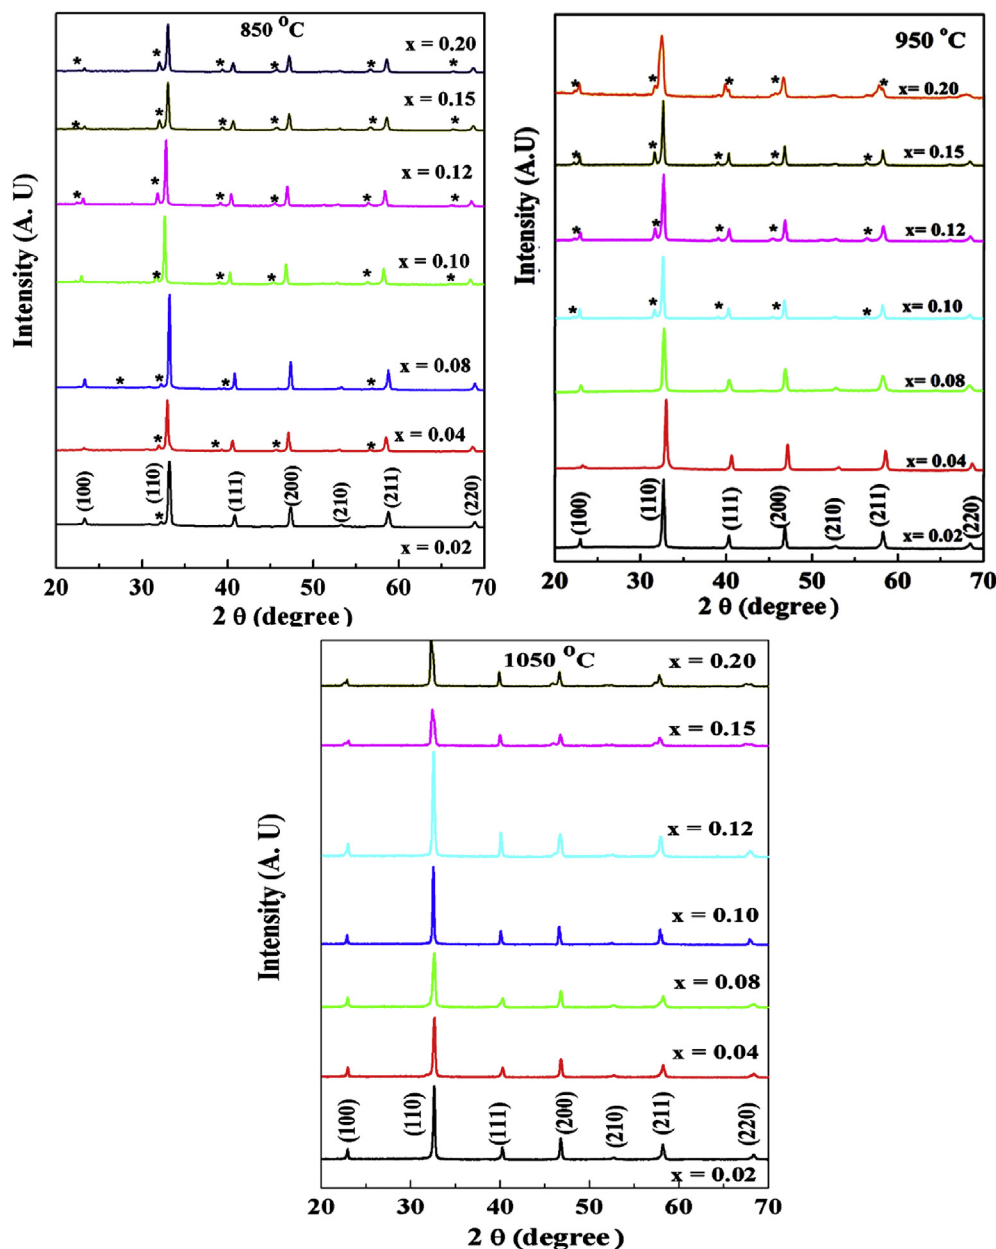 850 °C
x = 0.20
x = 0.15
x = 0.12
x = 0.10
x = 0.08
x = 0.04
(100) (110) (111) (200) (210) (211) (220)
x = 0.02
20 30 40 50 60 70
2 θ (degree)
Intensity (A. U)
950 °C
x= 0.20
x= 0.15
x= 0.12
x= 0.10
x= 0.08
x= 0.04
(100) (110) (111) (200) (210) (211) (220)
x= 0.02
20 30 40 50 60 70
2 θ (degree)
Intensity (A.U)
1050 °C
x = 0.20
x = 0.15
x = 0.12
x = 0.10
x = 0.08
x = 0.04
(100) (110) (111) (200) (210) (211) (220)
x = 0.02
20 30 40 50 60 70
2 θ (degree)
Intensity (A. U)